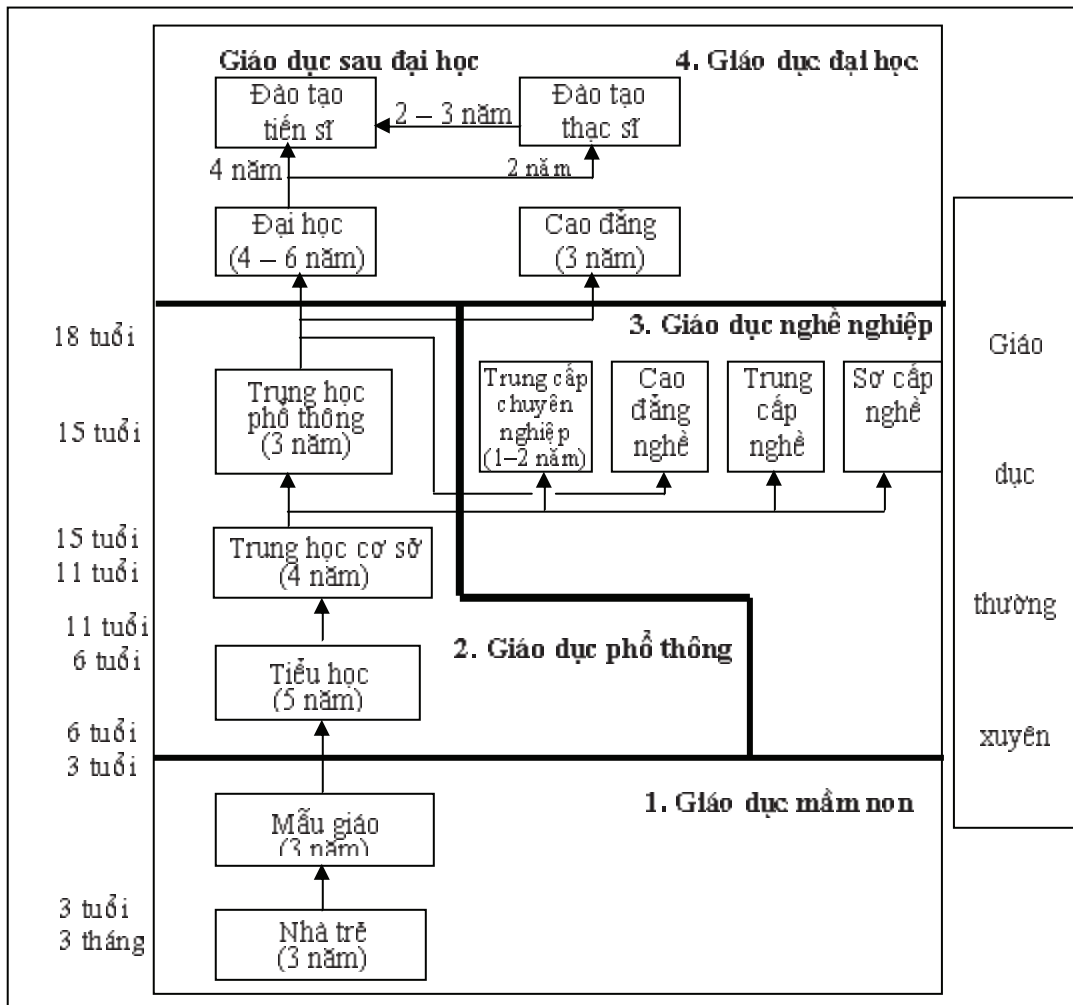 Giáo dục sau đại học
4. Giáo dục đại học
Đào tạo
tiến sĩ
2 – 3 năm
Đào tạo
thạc sĩ
4 năm
2 năm
Đại học
(4 – 6 năm)
Cao đẳng
(3 năm)
18 tuổi
3. Giáo dục nghề nghiệp
15 tuổi
Trung học
phổ thông
(3 năm)
Trung cấp
chuyên
nghiệp
(1–2 năm)
Cao
đẳng
nghề
Trung
cấp
nghề
Sơ cấp
nghề
15 tuổi
11 tuổi
Trung học cơ sở
(4 năm)
11 tuổi
6 tuổi
2. Giáo dục phổ thông
Tiểu học
(5 năm)
6 tuổi
3 tuổi
1. Giáo dục mầm non
Mẫu giáo
(3 năm)
3 tuổi
3 tháng
Nhà trẻ
(3 năm)
Giáo
dục
thường
xuyên